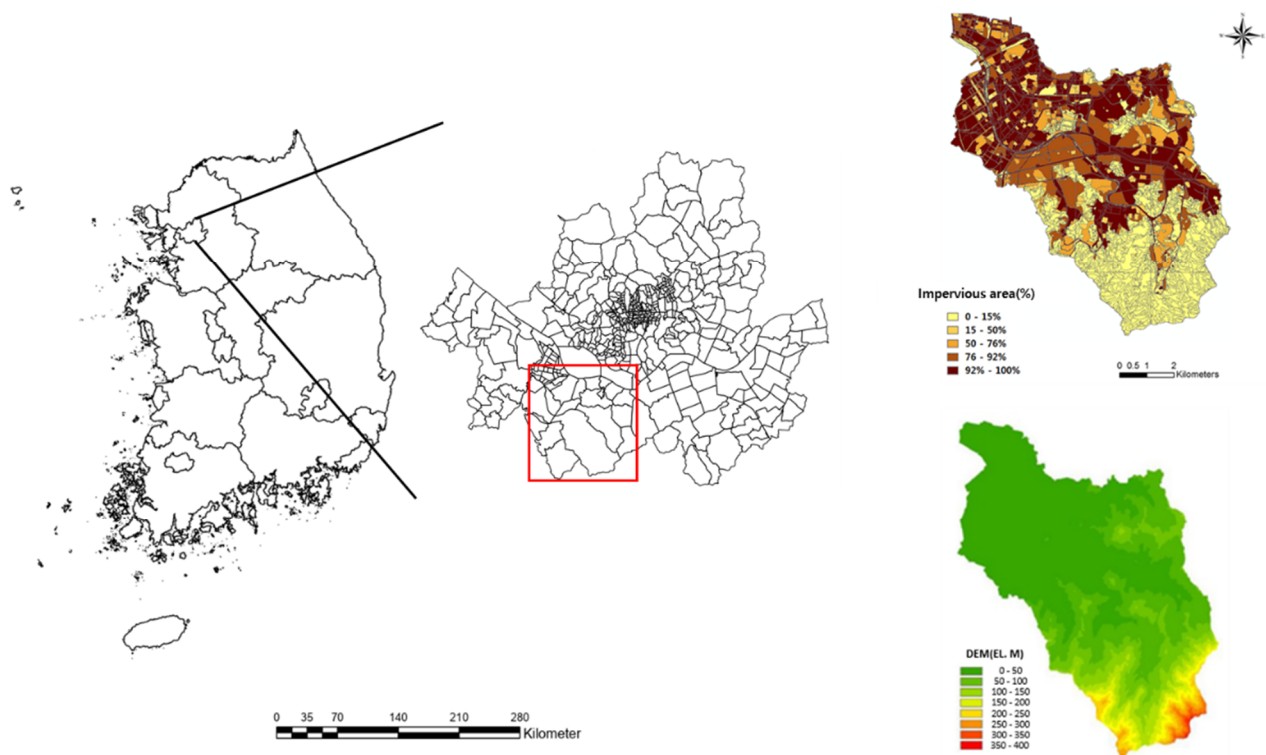 Impervious area(%)
0 - 15%
15 - 50%
50 - 76%
76 - 92%
92% - 100%
0 0.5 1 2
Kilometers
DEM(EL. M)
0 - 50
50 - 100
100 - 150
150 - 200
200 - 250
250 - 300
300 - 350
350 - 400
0 35 70 140 210 280
Kilometer